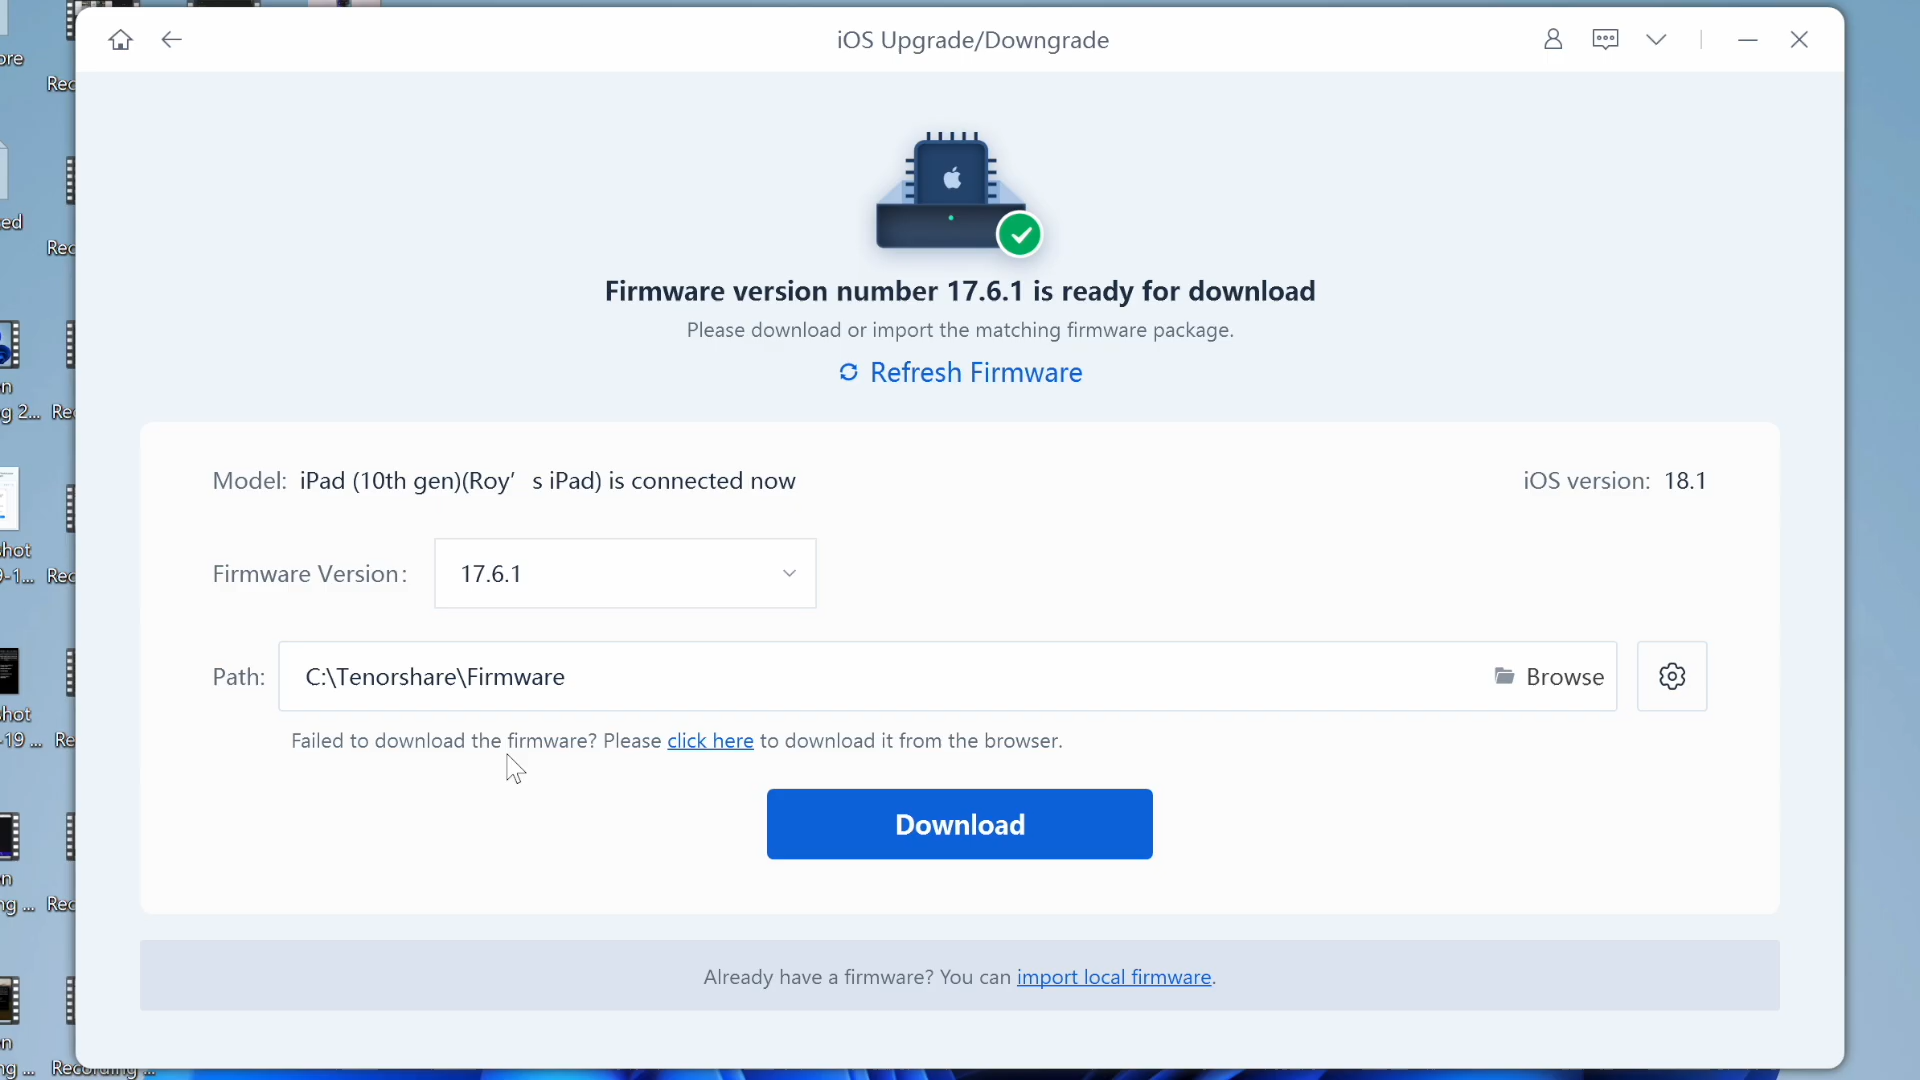 iOS Upgrade/Downgrade
Firmware version number 17.6.1 is ready for download
Please download or import the matching firmware package.
Refresh Firmware
Model: iPad (10th gen)(Roy’ s iPad) is connected now
iOS version: 18.1
Firmware Version: 17.6.1
Path: C:\Tenorshare\Firmware
Browse
Failed to download the firmware? Please click here to download it from the browser.
Download
Already have a firmware? You can import local firmware.